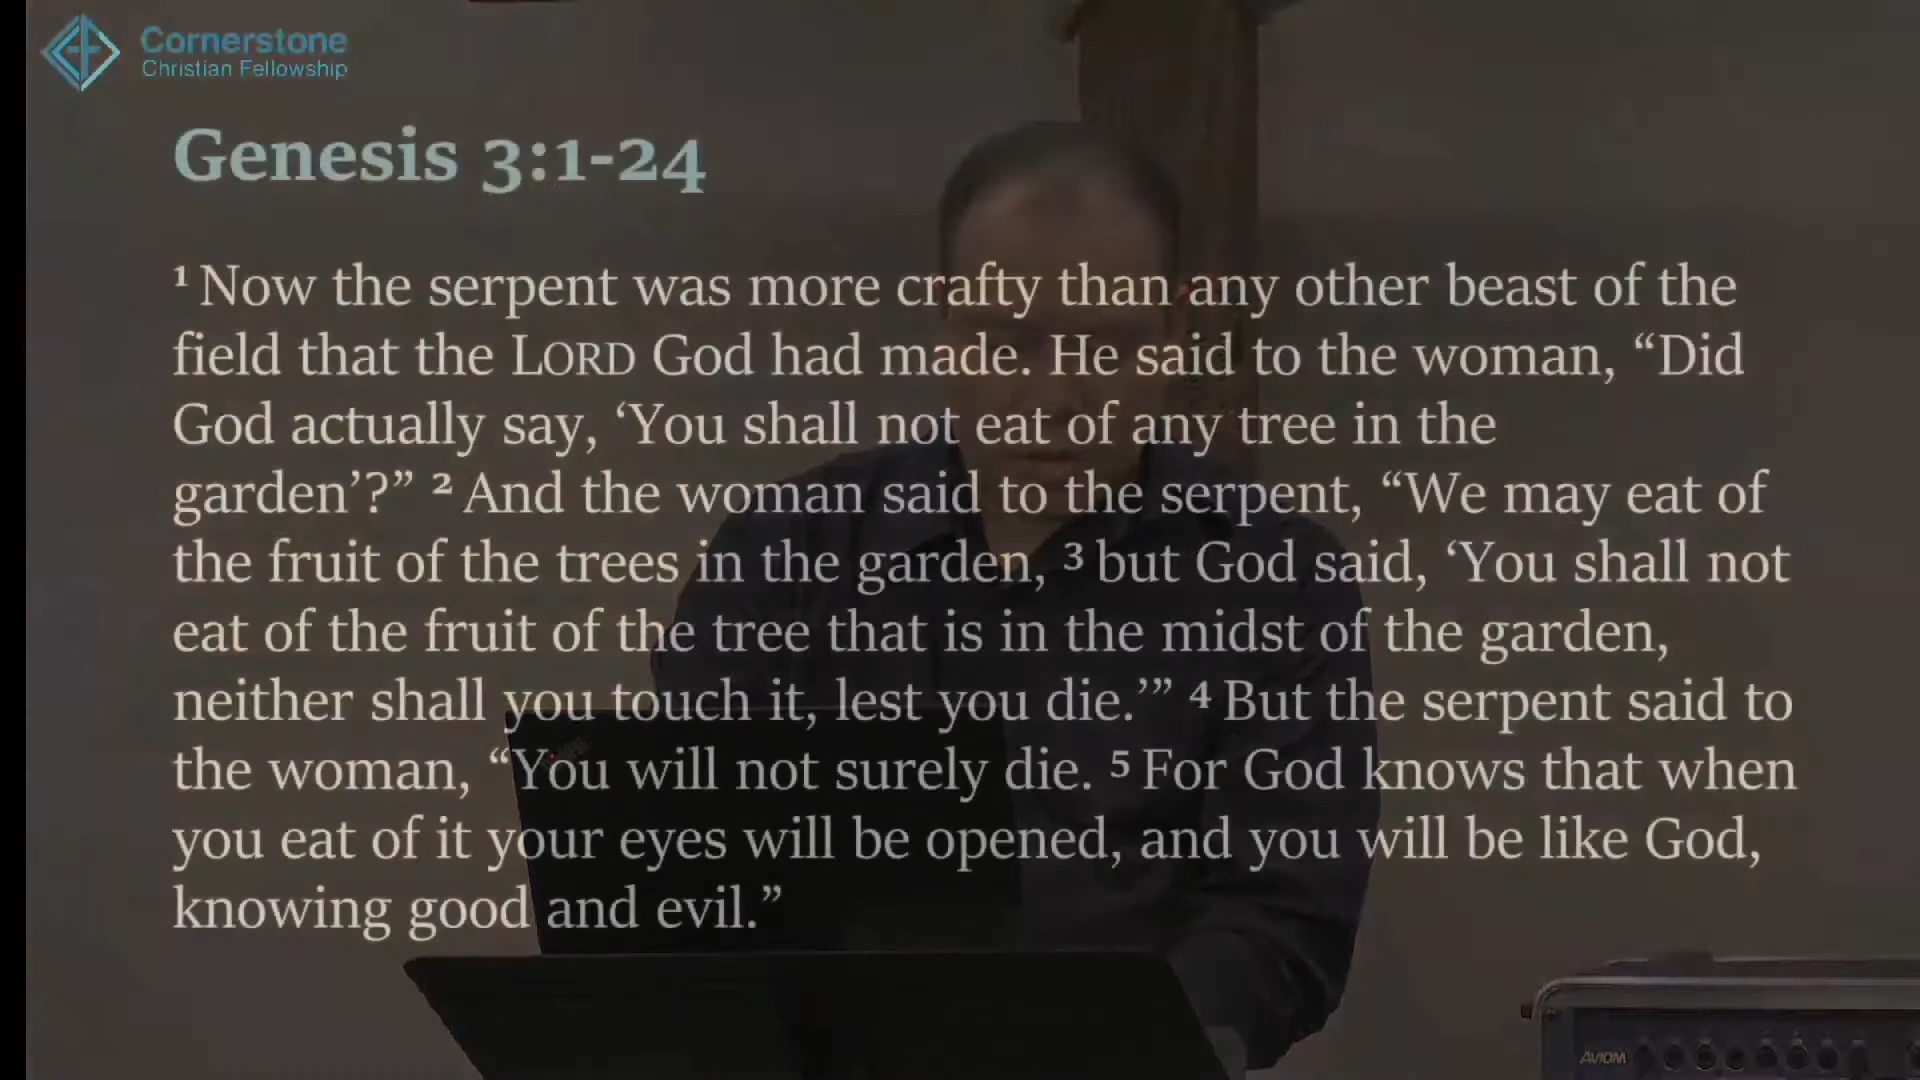 Cornerstone
Christian Fellowship
Genesis 3:1-24
1 Now the serpent was more crafty than any other beast of the
field that the LORD God had made. He said to the woman, “Did
God actually say, ‘You shall not eat of any tree in the
garden’?” 2 And the woman said to the serpent, “We may eat of
the fruit of the trees in the garden, 3 but God said, ‘You shall not
eat of the fruit of the tree that is in the midst of the garden,
neither shall you touch it, lest you die.’” 4 But the serpent said to
the woman, “You will not surely die. 5 For God knows that when
you eat of it your eyes will be opened, and you will be like God,
knowing good and evil.”
AVIOM